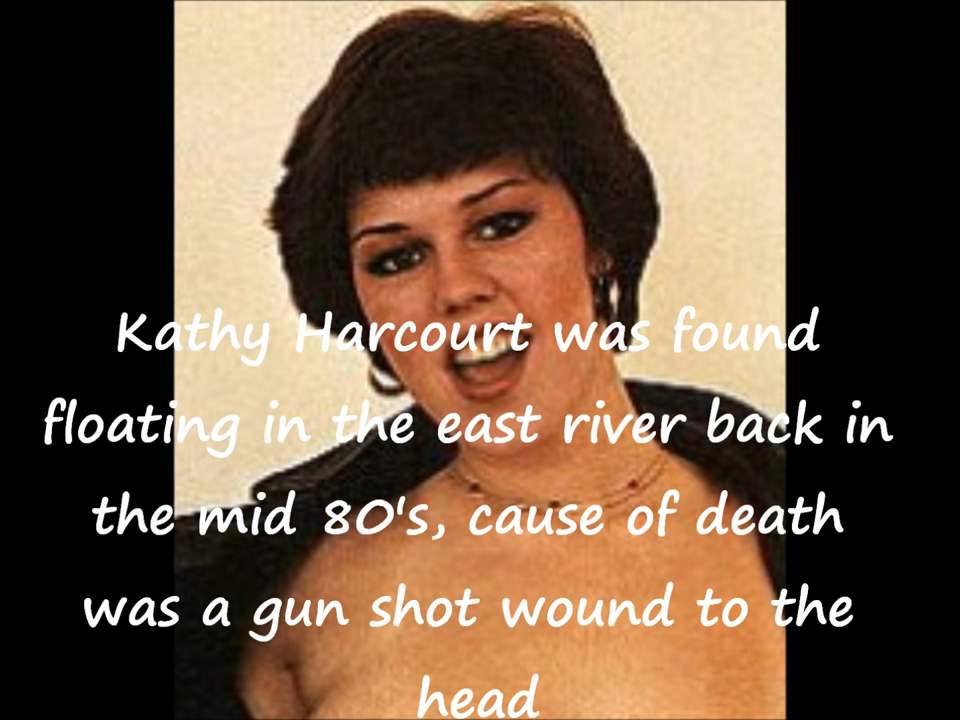 Kathy Harcourt was found
floating in the east river back in
the mid 80's, cause of death
was a gun shot wound to the
head